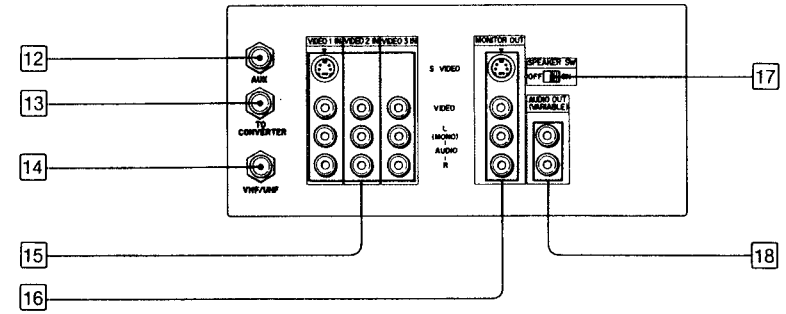 VIDEO 1 IN VIDEO 2 IN VIDEO 3 IN
MONITOR OUT
12
AUX
S VIDEO
SPEAKER SW
OFF ON
17
13
TO
CONVERTER
VIDEO
L
(MONO)
AUDIO
R
AUDIO OUT
(VARIABLE)
14
VHF/UHF
15
18
16